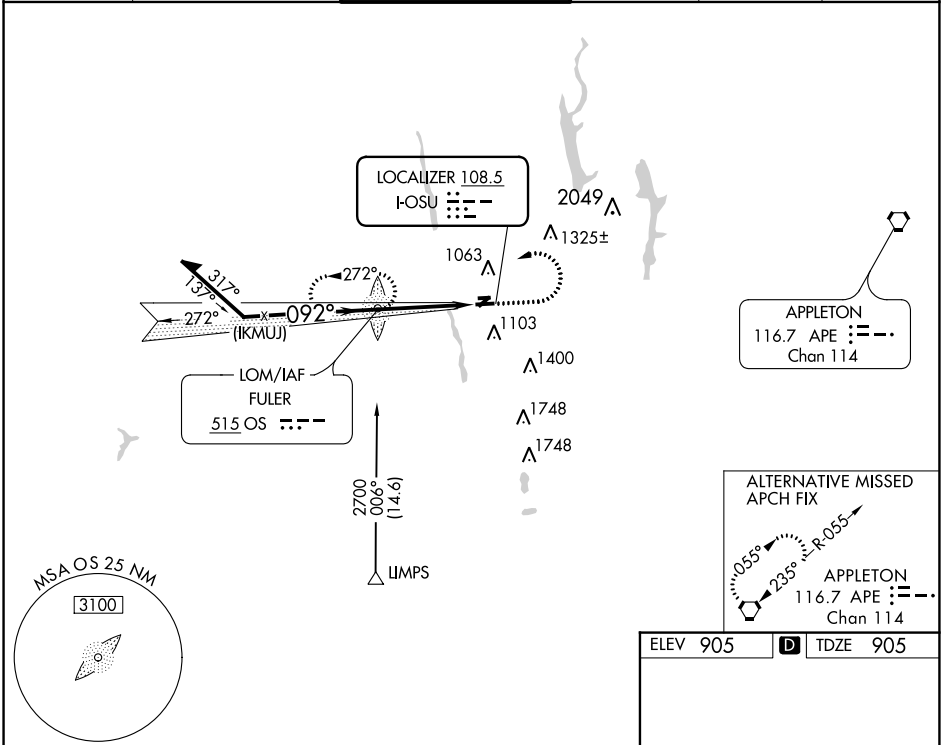 LOCALIZER 108.5
I-OSU
2049
1325±
1063
272°
317°
137°
272°
092°
(IKMUJ)
1103
APPLETON
116.7 APE
Chan 114
1400
LOM/IAF
FULER
515 OS
1748
1748
2700
006°
(14.6)
LIMPS
ALTERNATIVE MISSED
APCH FIX
055°
R-055
235°
APPLETON
116.7 APE
Chan 114
MSA OS 25 NM
3100
ELEV 905 D TDZE 905